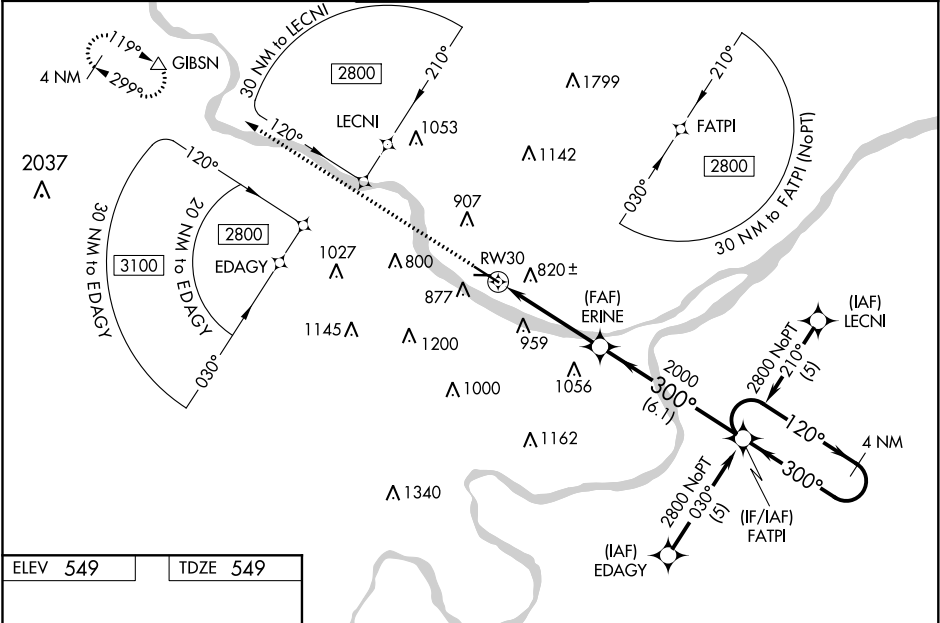 119°
299°
4 NM
GIBSN
2037
30 NM to LECNI
2800
210°
LECNI
120°
1053
1799
1142
907
210°
FATPI
2800
030°
30 NM to FATPI (NoPT)
120°
30 NM to EDAGY
3100
20 NM to EDAGY
2800
EDAGY
030°
1027
800
877
RW30
820 ±
1145
1200
959
(FAF)
ERINE
1056
1000
2000
300°
(6.1)
1162
1340
(IAF)
LECNI
2800 NoPT
210°
(5)
120°
4 NM
300°
(IF/IAF)
FATPI
2800 NoPT
030°
(5)
(IAF)
EDAGY
ELEV 549
TDZE 549